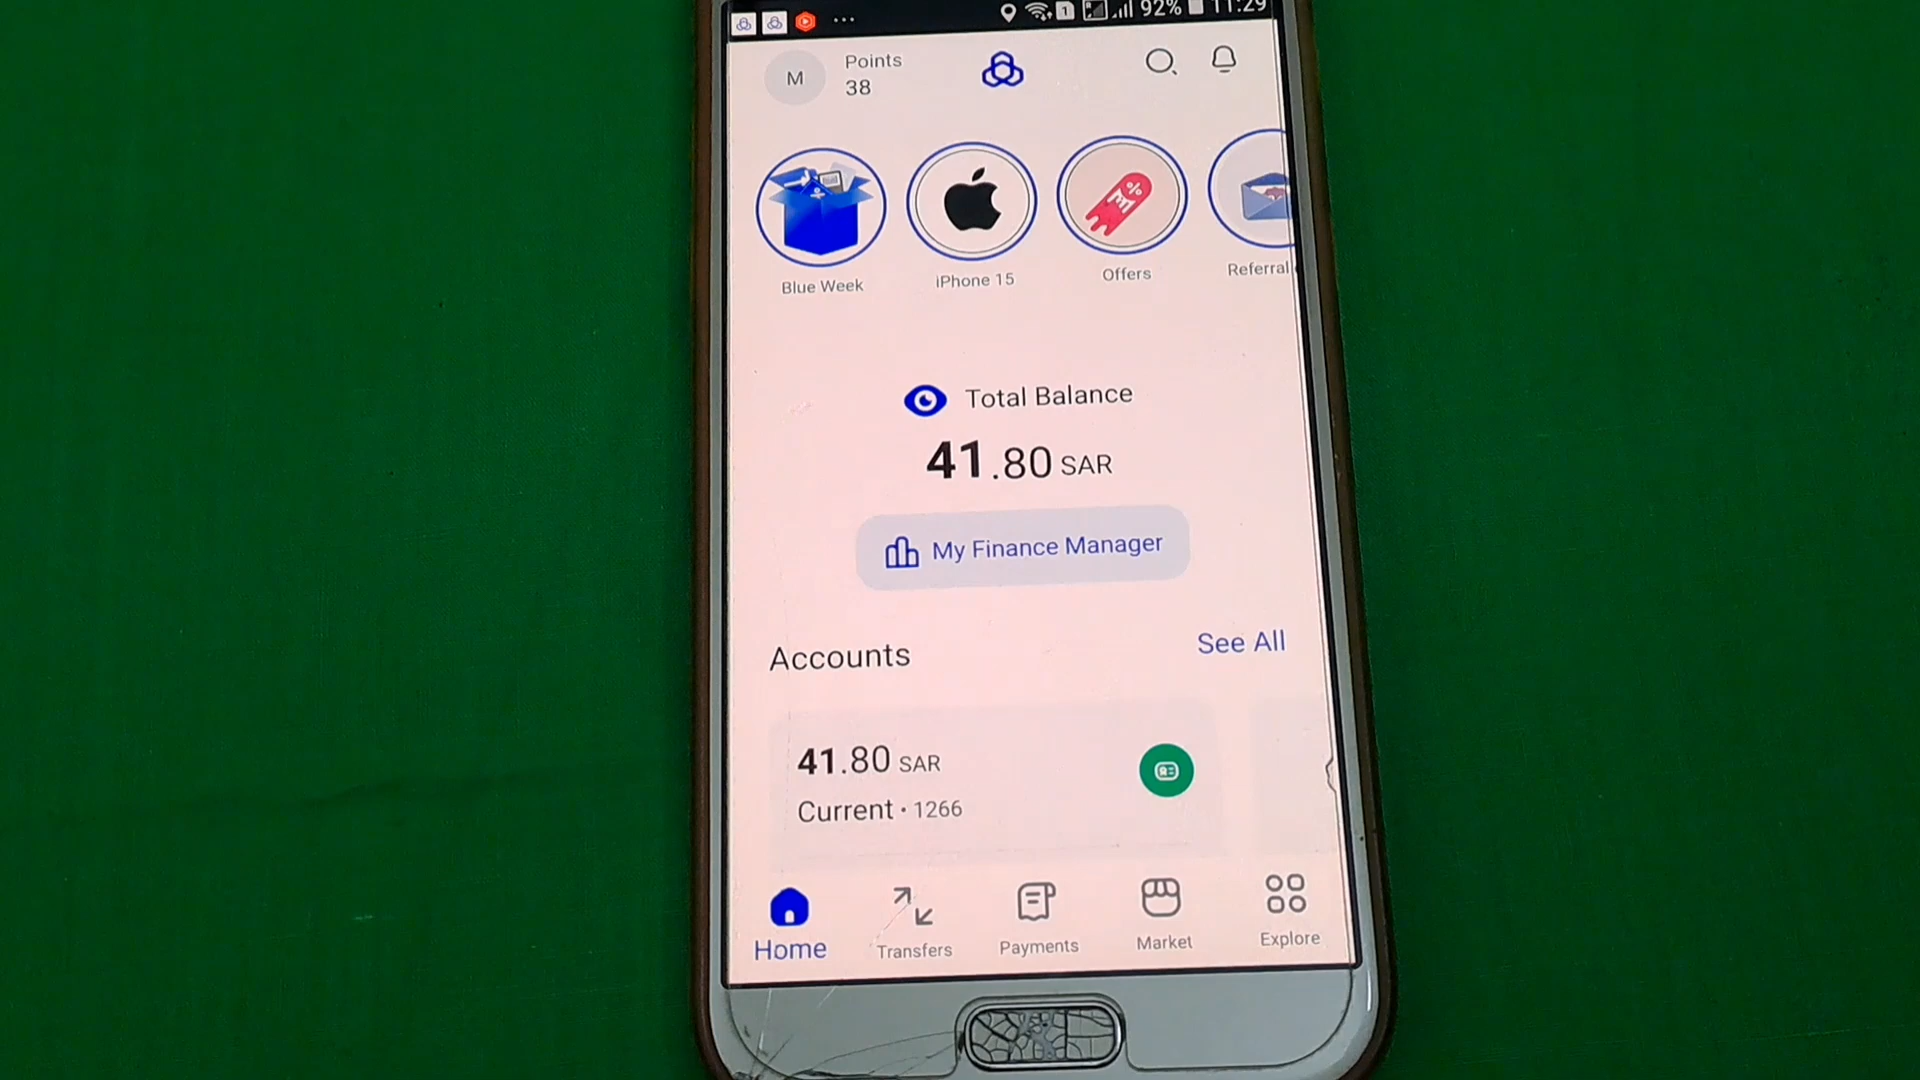 1 92% 11:29
M
Points
38
Blue Week
iPhone 15
Offers
Referral
Total Balance
41.80 SAR
My Finance Manager
Accounts
See All
41.80 SAR
Current · 1266
Home
Transfers
Payments
Market
Explore